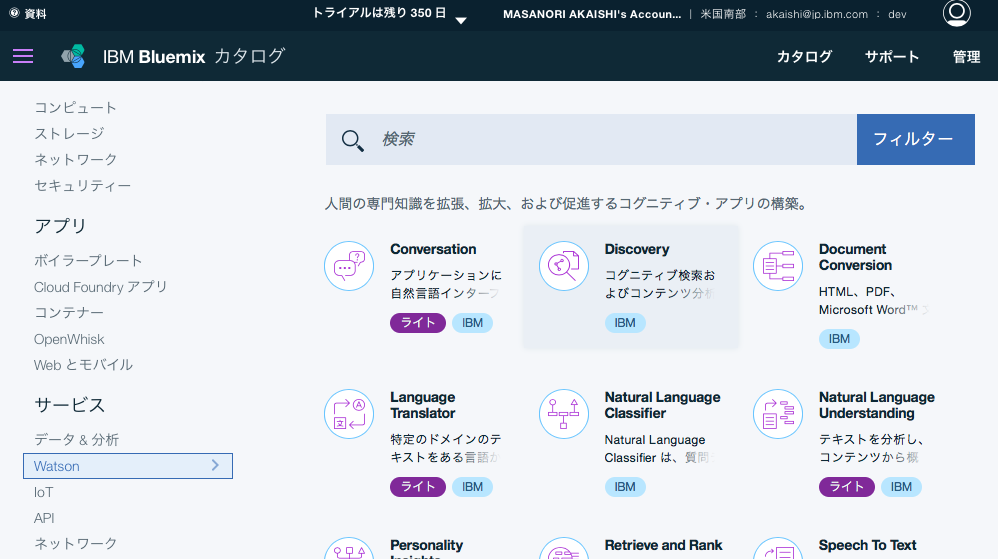 資料
トライアルは残り 350 日
MASANORI AKAISHI's Accoun... | 米国南部 : akaishi@jp.ibm.com : dev
IBM Bluemix カタログ
カタログ サポート 管理
コンピュート
ストレージ
ネットワーク
セキュリティー
アプリ
ボイラープレート
Cloud Foundry アプリ
コンテナー
OpenWhisk
Web とモバイル
サービス
データ & 分析
Watson
IoT
API
ネットワーク
検索
フィルター
人間の専門知識を拡張、拡大、および促進するコグニティブ・アプリの構築。
Conversation
アプリケーションに
自然言語インターフ
ライト IBM
Discovery
コグニティブ検索お
よびコンテンツ分析
IBM
Document
Conversion
HTML、PDF、
Microsoft Word™
IBM
Language
Translator
特定のドメインのテ
キストをある言語か
ライト IBM
Natural Language
Classifier
Natural Language
Classifier は、質問
IBM
Natural Language
Understanding
テキストを分析し、
コンテンツから概
ライト IBM
Personality
Insights
Retrieve and Rank
Speech To Text